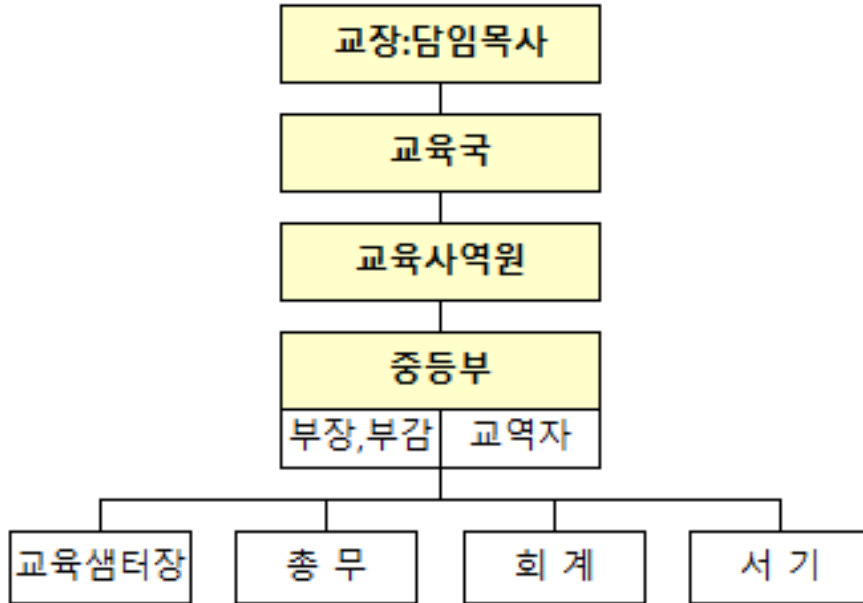 교장:담임목사
교육국
교육사역원
중등부
부장,부감 교역자
교육샘터장 총 무 회 계 서 기